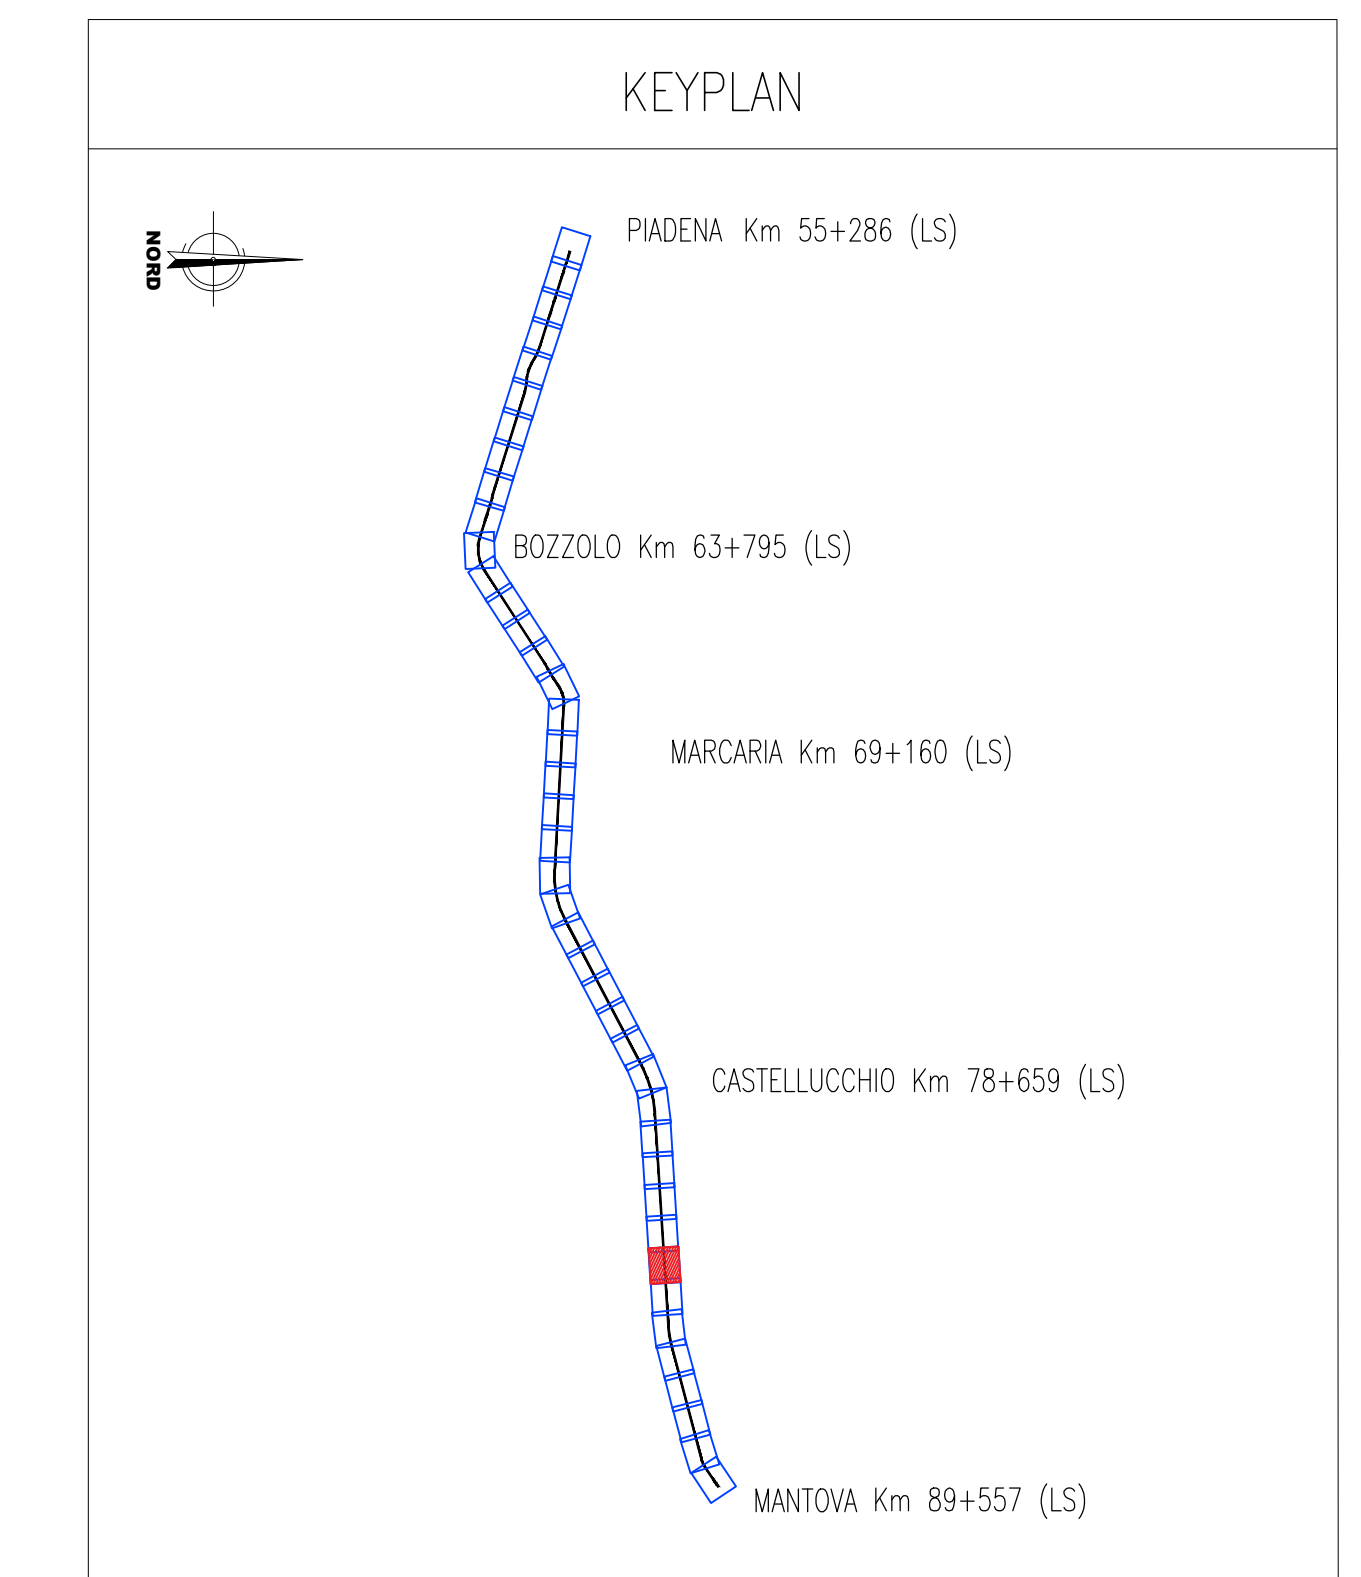 KEYPLAN
NORD
PIADENA Km 55+286 (LS)
BOZZOLO Km 63+795 (LS)
MARCARIA Km 69+160 (LS)
CASTELLUCCHIO Km 78+659 (LS)
MANTOVA Km 89+557 (LS)